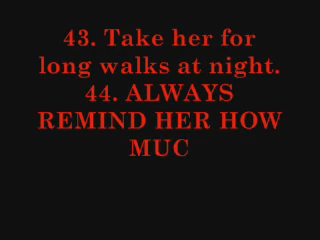 43. Take her for
long walks at night.
44. ALWAYS
REMIND HER HOW
MUC